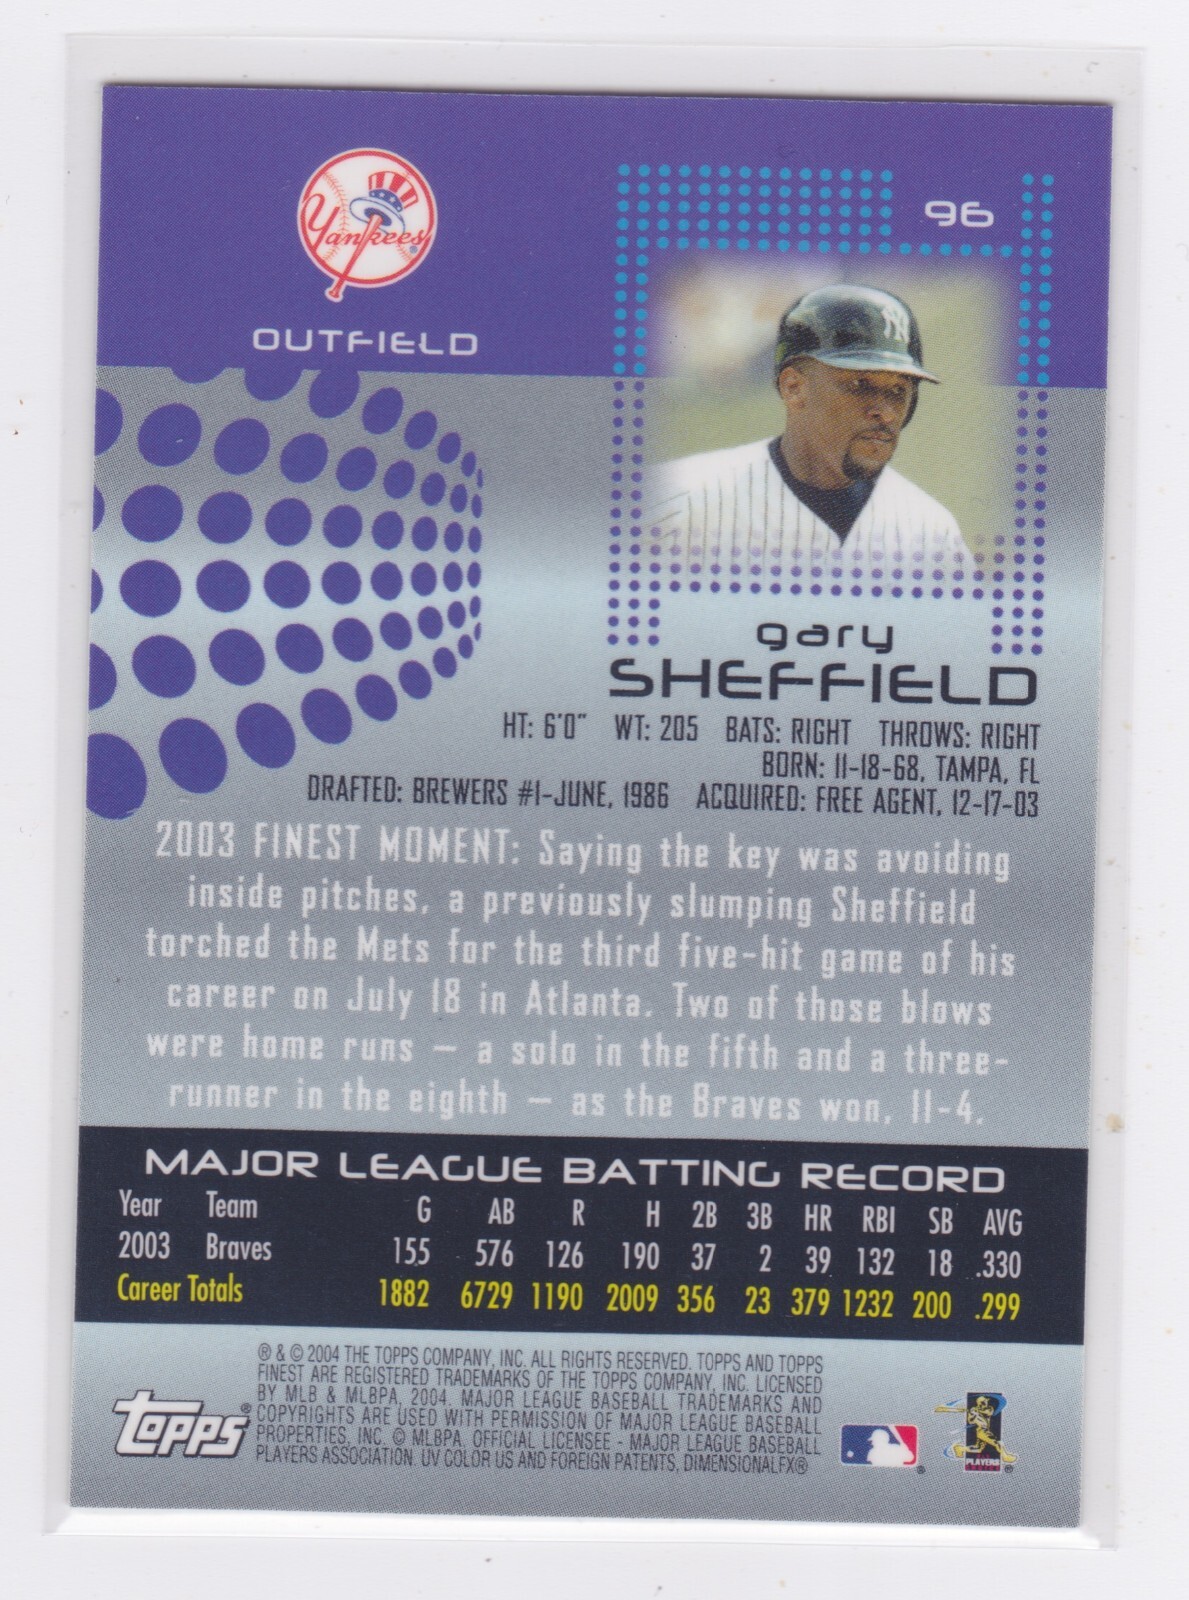 Yankees
96
NY
OUTFIELD
gary
SHEFFIELD
HT: 6'0" WT: 205 BATS: RIGHT THROWS: RIGHT
BORN: 11-18-68, TAMPA, FL
DRAFTED: BREWERS #1-JUNE, 1986 ACQUIRED: FREE AGENT, 12-17-03
2003 FINEST MOMENT: Saying the key was avoiding
inside pitches, a previously slumping Sheffield
torched the Mets for the third five-hit game of his
career on July 18 in Atlanta. Two of those blows
were home runs – a solo in the fifth and a three-
runner in the eighth – as the Braves won, 11-4.
MAJOR LEAGUE BATTING RECORD
Year Team G AB R H 2B 3B HR RBI SB AVG
2003 Braves 155 576 126 190 37 2 39 132 18 .330
Career Totals 1882 6729 1190 2009 356 23 379 1232 200 .299
® & © 2004 THE TOPPS COMPANY, INC. ALL RIGHTS RESERVED. TOPPS AND TOPPS
FINEST ARE REGISTERED TRADEMARKS OF THE TOPPS COMPANY, INC. LICENSED
BY MLB & MLBPA, 2004. MAJOR LEAGUE BASEBALL TRADEMARKS AND
COPYRIGHTS ARE USED WITH PERMISSION OF MAJOR LEAGUE BASEBALL
PROPERTIES, INC. © MLBPA. OFFICIAL LICENSEE - MAJOR LEAGUE BASEBALL
PLAYERS ASSOCIATION. UV COLOR US AND FOREIGN PATENTS, DIMENSIONALFX®
topps®
PLAYERS